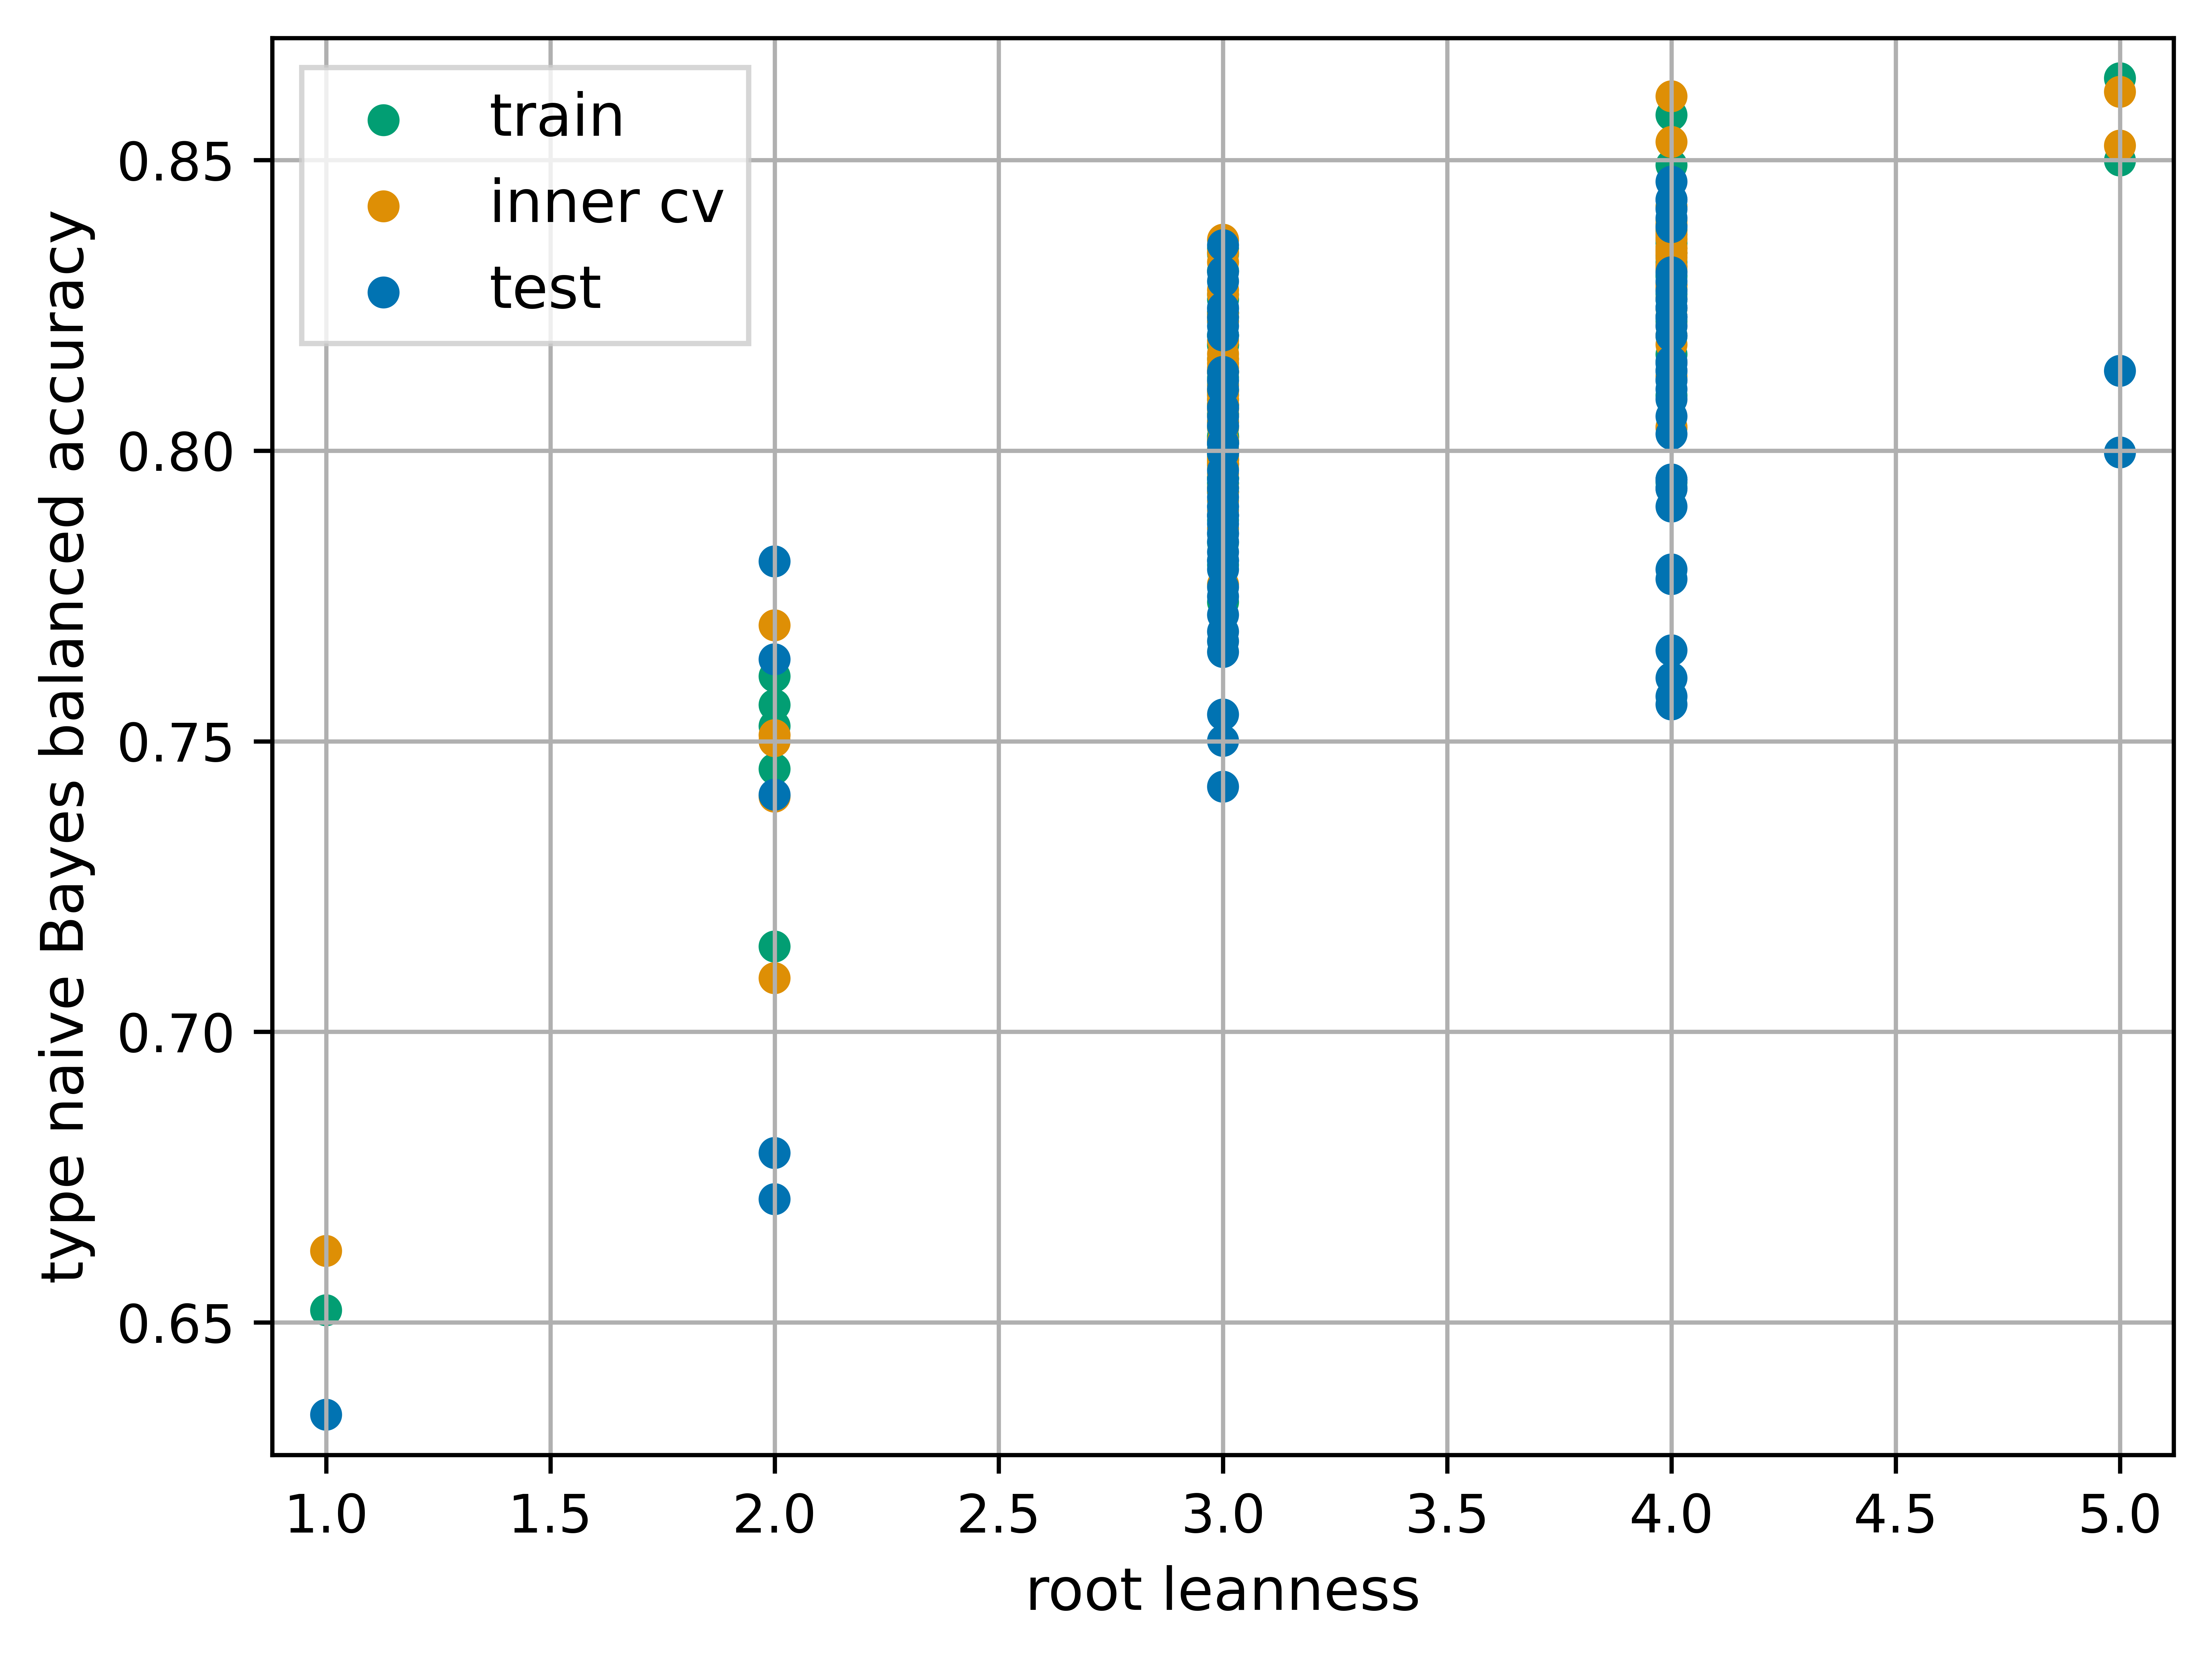 train
inner cv
test
0.85
0.80
0.75
0.70
0.65
type naive Bayes balanced accuracy
1.0 1.5 2.0 2.5 3.0 3.5 4.0 4.5 5.0
root leanness